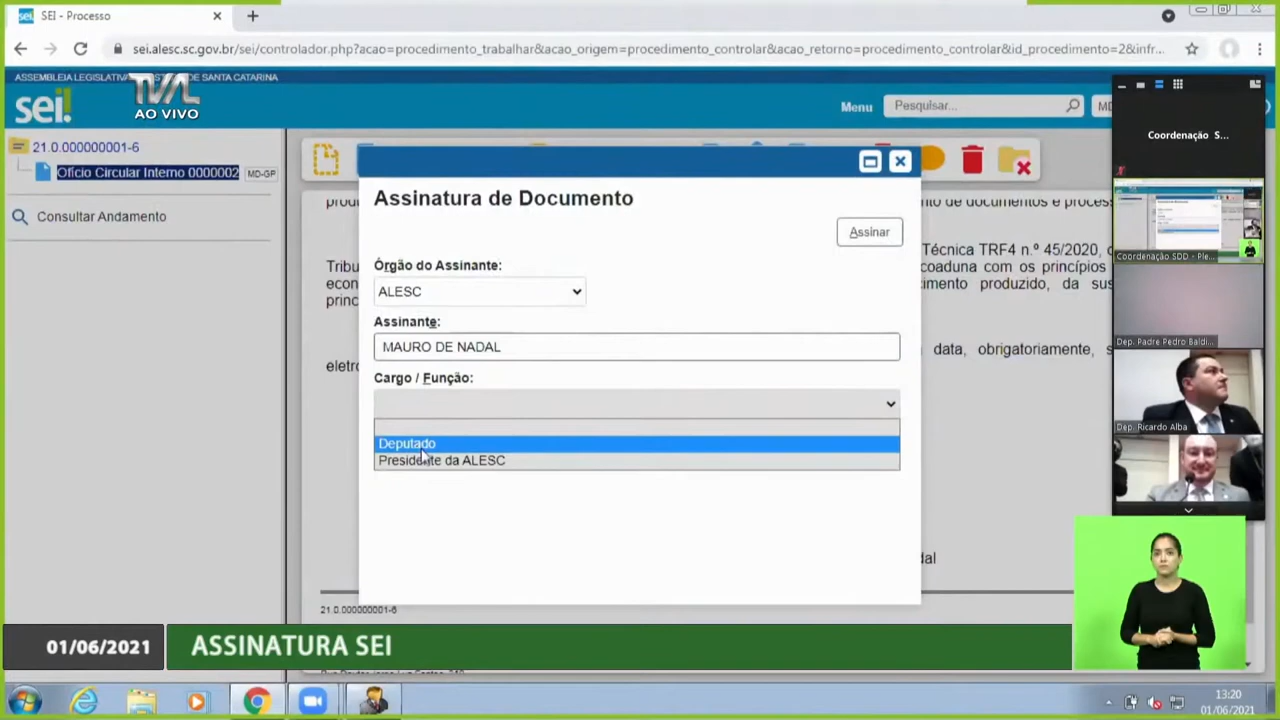 SEI - Processo
sei.alesc.sc.gov.br/sei/controlador.php?acao=procedimento_trabalhar&acao_origem=procedimento_controlar&acao_retorno=procedimento_controlar&id_procedimento=2&infr...
ASSEMBLEIA LEGISLATIVA DE SANTA CATARINA
sei!
TVAL
AO VIVO
Menu
Pesquisar...
21.0.000000001-6
Ofício Circular Interno 0000002
MD-GP
Consultar Andamento
Assinatura de Documento
Assinar
Órgão do Assinante:
ALESC
Assinante:
MAURO DE NADAL
Cargo / Função:
Deputado
Presidente da ALESC
de documentos e
Técnica TRF4 n.º 45/2020,
Tribu
coaduna com os princípios
econ
produzido, da
princ
data, obrigatoriamente,
eletro
21.0.000000001-6
Coordenação S...
Coordenação SDD - Ple...
Dep. Padre Pedro Baldi...
Dep. Ricardo Alba
01/06/2021
ASSINATURA SEI
13:20
01/06/2021